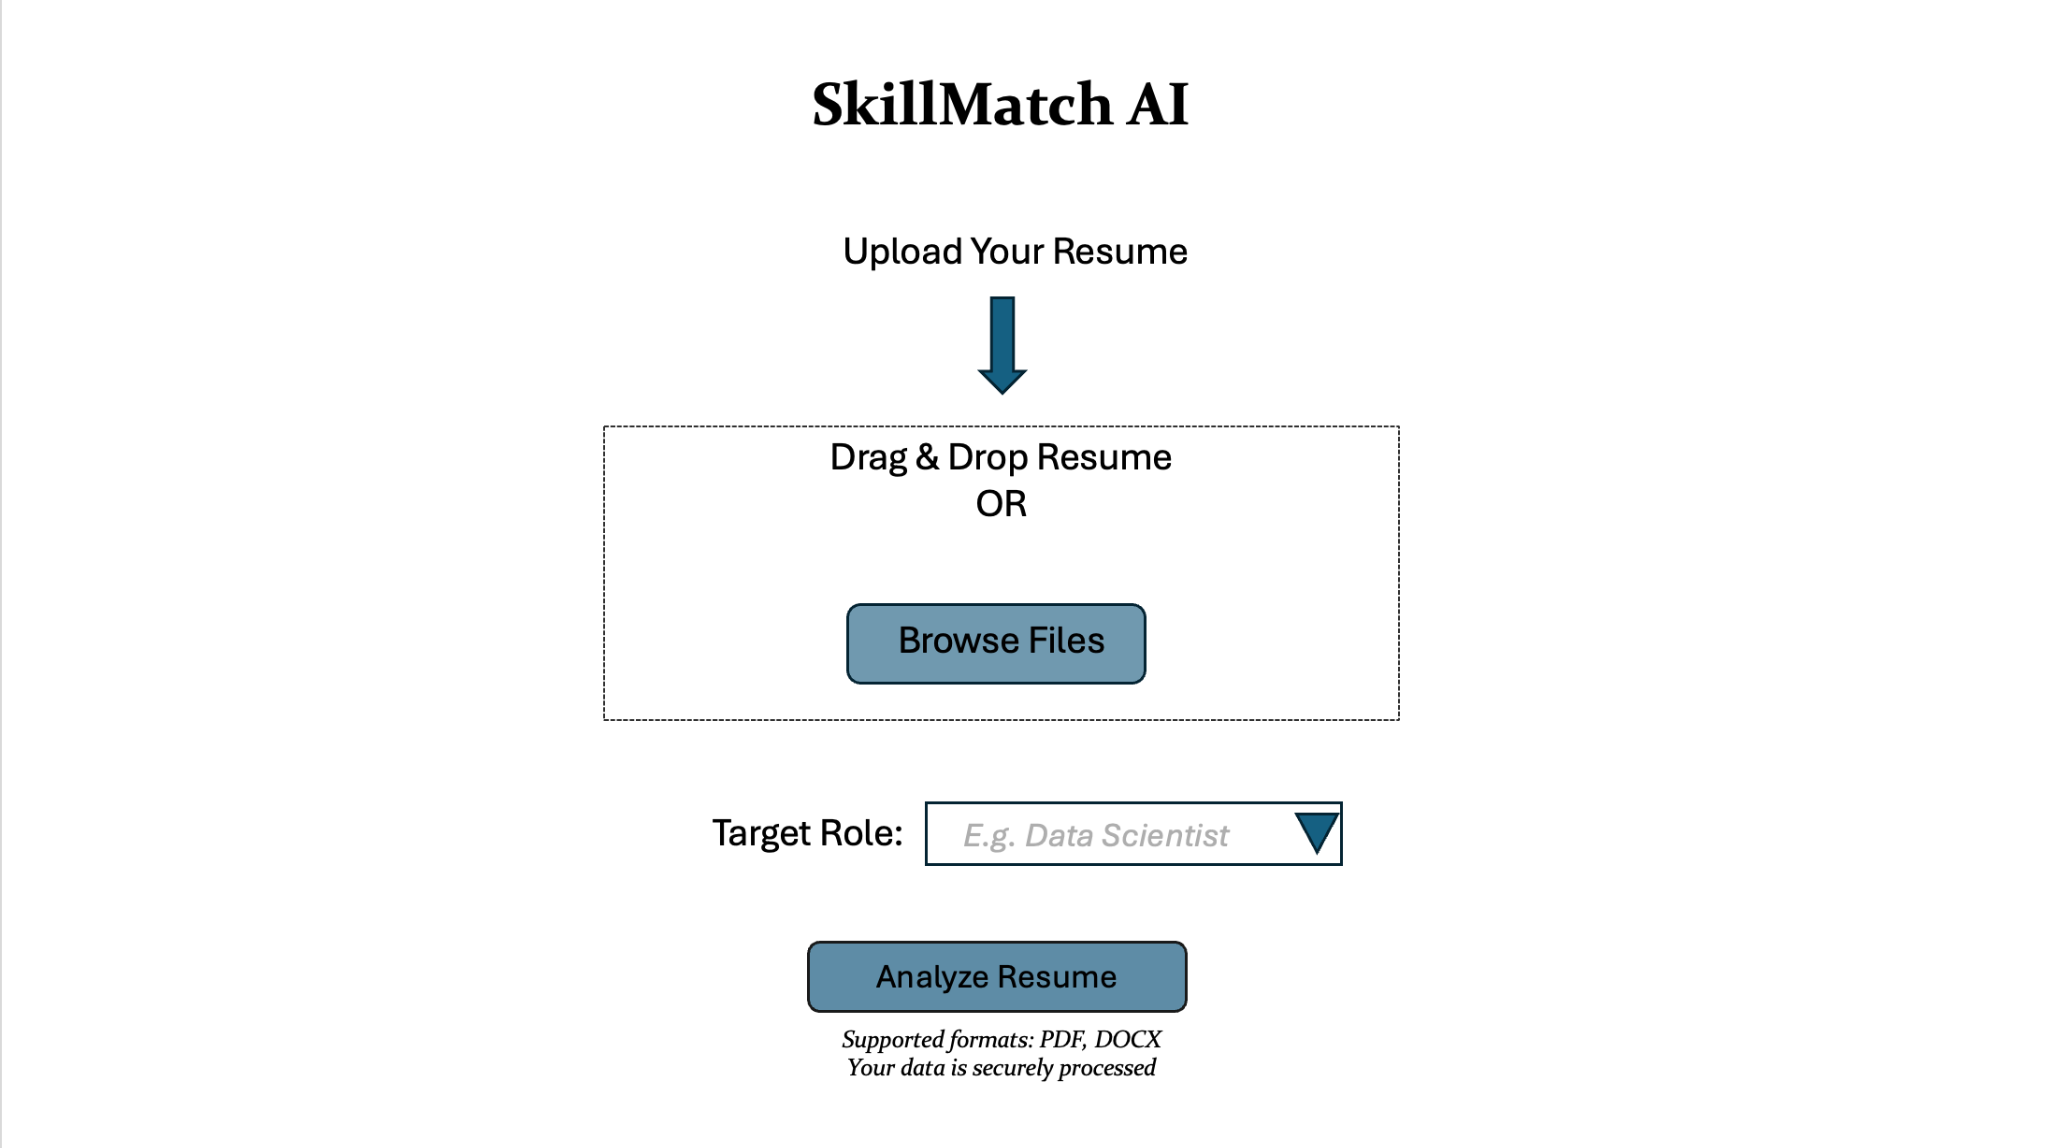 SkillMatch AI
Upload Your Resume
Drag & Drop Resume
OR
Browse Files
Target Role:
E.g. Data Scientist
Analyze Resume
Supported formats: PDF, DOCX
Your data is securely processed